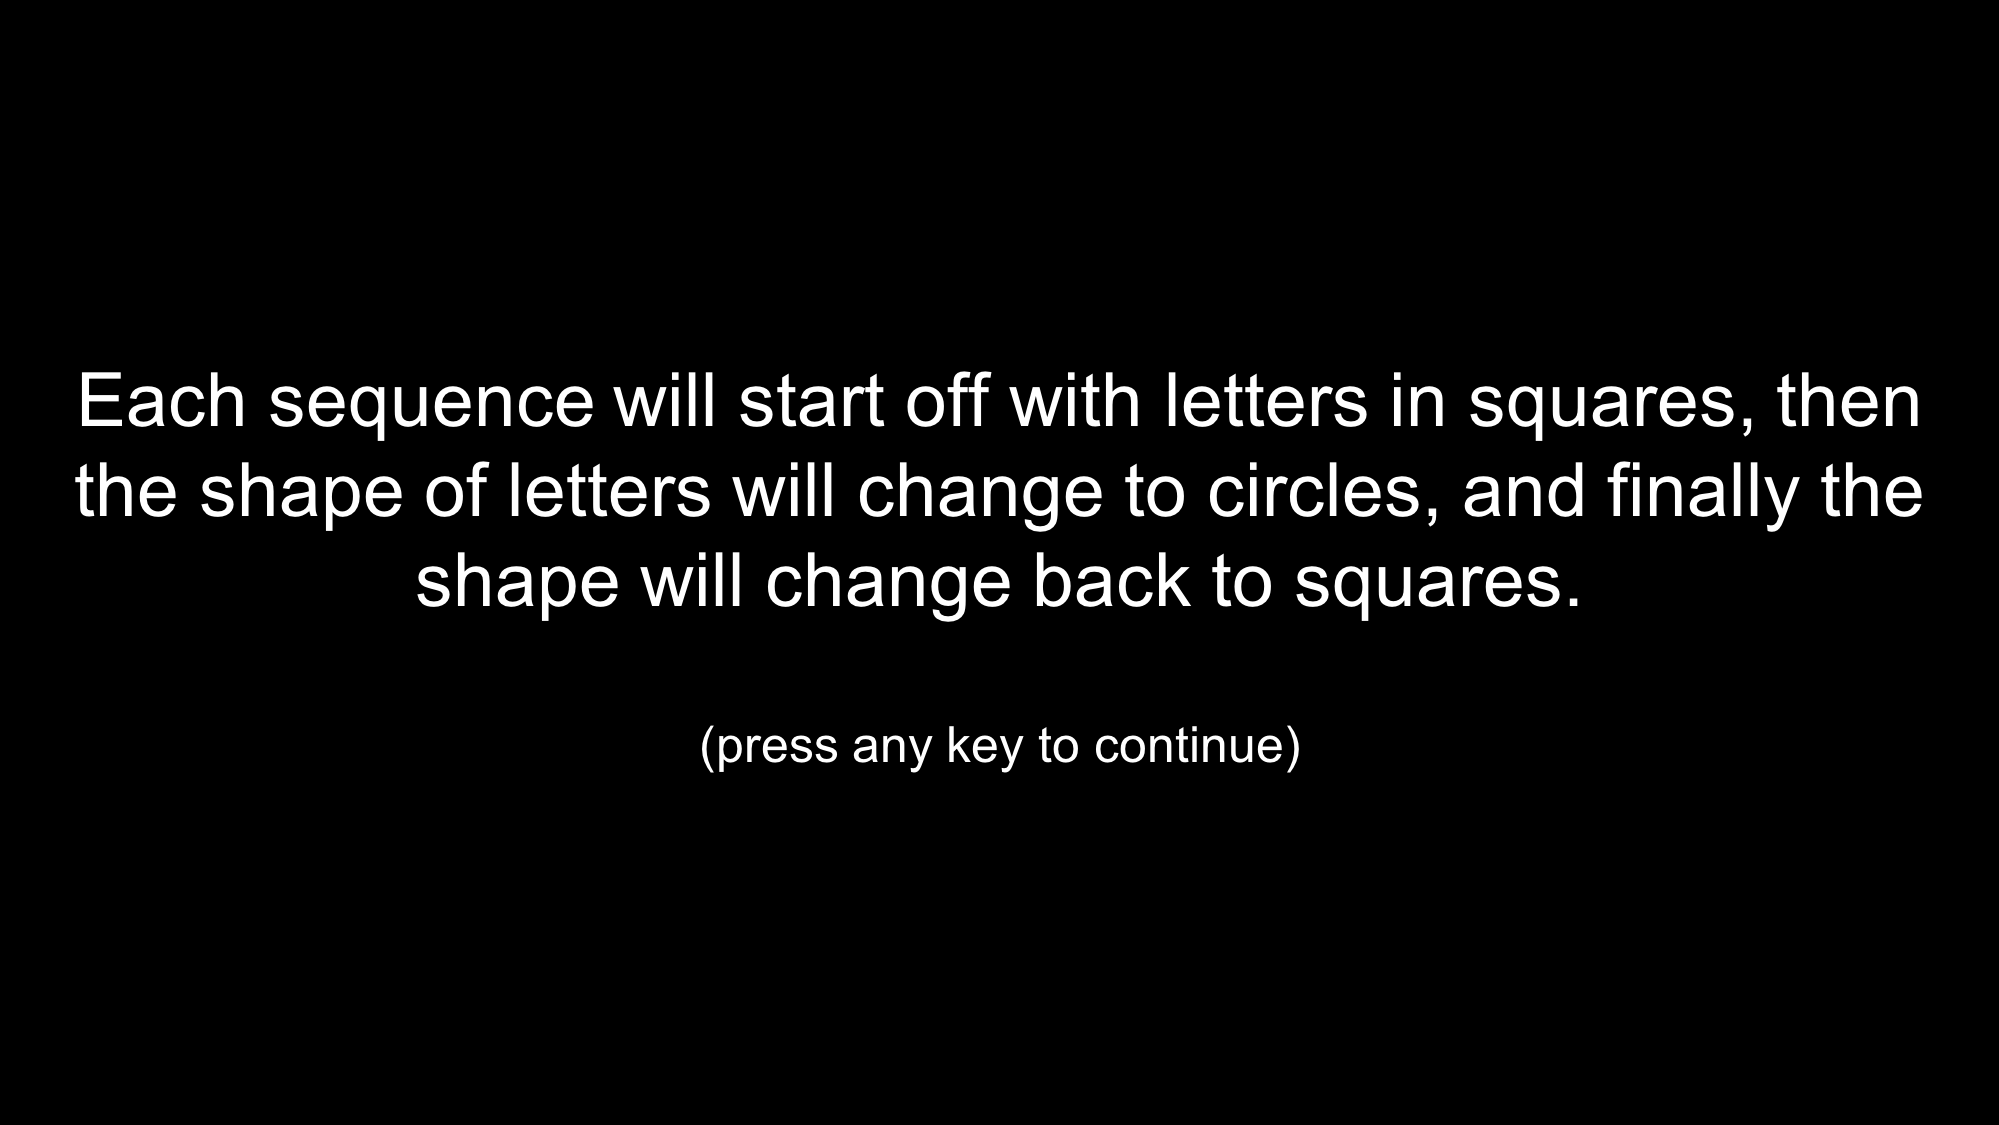 Each sequence will start off with letters in squares, then
the shape of letters will change to circles, and finally the
shape will change back to squares.
(press any key to continue)